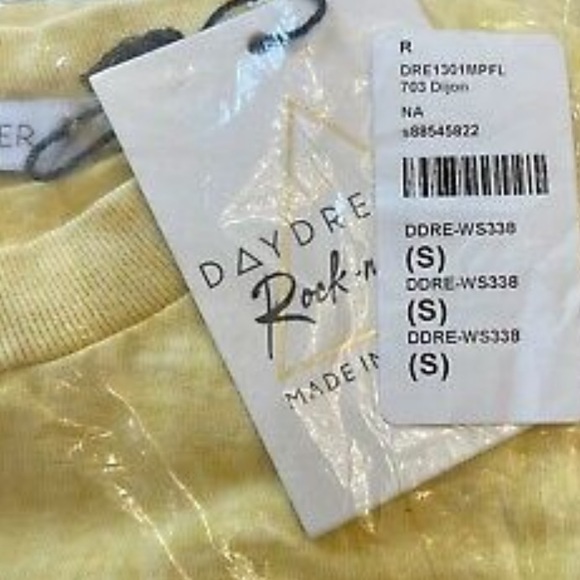 ER
DAYDRE
Rock-n
MADE IN
R
DRE1301MPFL
703 Dijon
NA
s88545822
DDRE-WS338
(S)
DDRE-WS338
(S)
DDRE-WS338
(S)